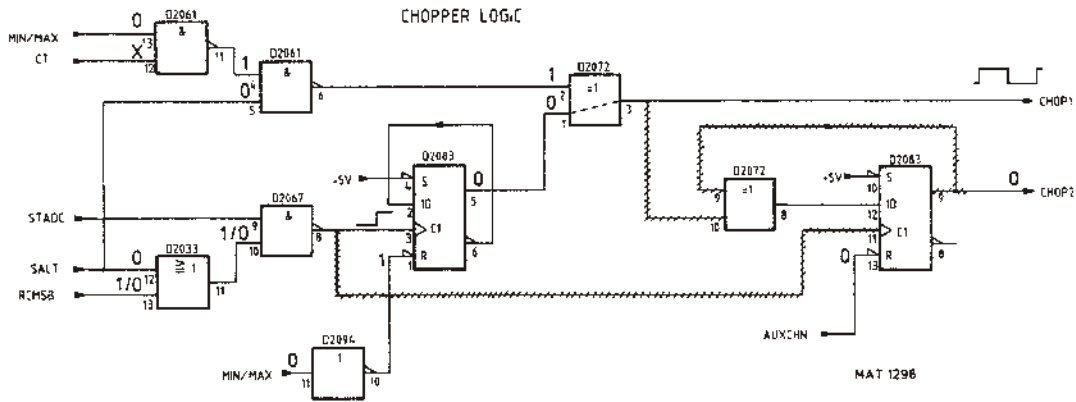 CHOPPER LOGIC
D2061
MIN/MAX
0
13
&
11
CT
X
12
D2061
1
4
&
0
5
6
D2072
1
2
=1
0
1
3
CHOP1
D2083
+5V
4
S
1D
2
0
5
C1
3
6
1
R
1
D2072
9
=1
10
8
D2083
+5V
10
S
1D
12
9
0
CHOP2
C1
11
8
0
R
13
AUXCHN
D2067
STADC
9
&
1/0
10
8
D2033
SALT
0
12
≥1
RCMSB
1/0
13
11
D2094
MIN/MAX
0
11
1
10
MAT 1296